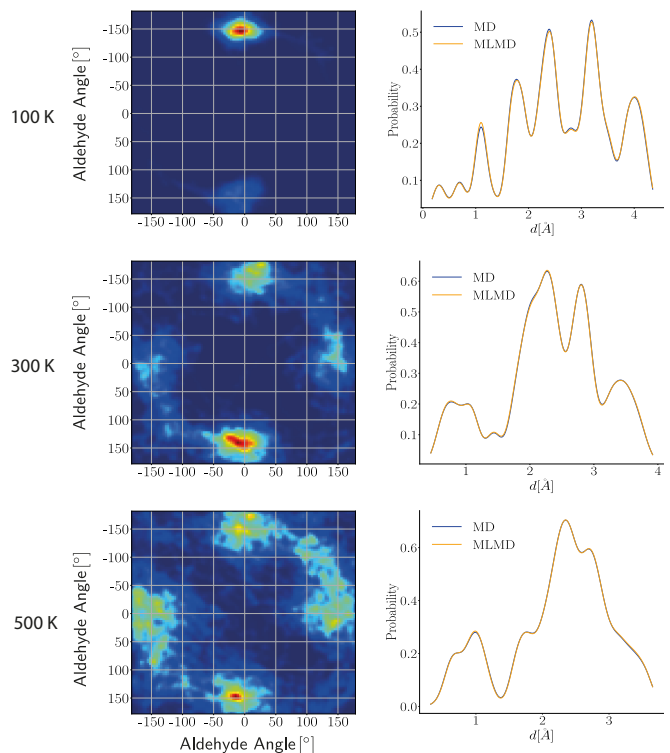 100 K
Aldehyde Angle[°]
-150
-100
-50
0
50
100
150
-150 -100 -50 0 50 100 150
Probability
0.5
0.4
0.3
0.2
0.1
MD
MLMD
0 1 2 3 4
d[Å]
300 K
Aldehyde Angle[°]
-150
-100
-50
0
50
100
150
-150 -100 -50 0 50 100 150
Probability
0.6
0.5
0.4
0.3
0.2
0.1
MD
MLMD
1 2 3 4
d[Å]
500 K
Aldehyde Angle[°]
-150
-100
-50
0
50
100
150
-150 -100 -50 0 50 100 150
Aldehyde Angle[°]
Probability
0.6
0.4
0.2
0.0
MD
MLMD
1 2 3
d[Å]